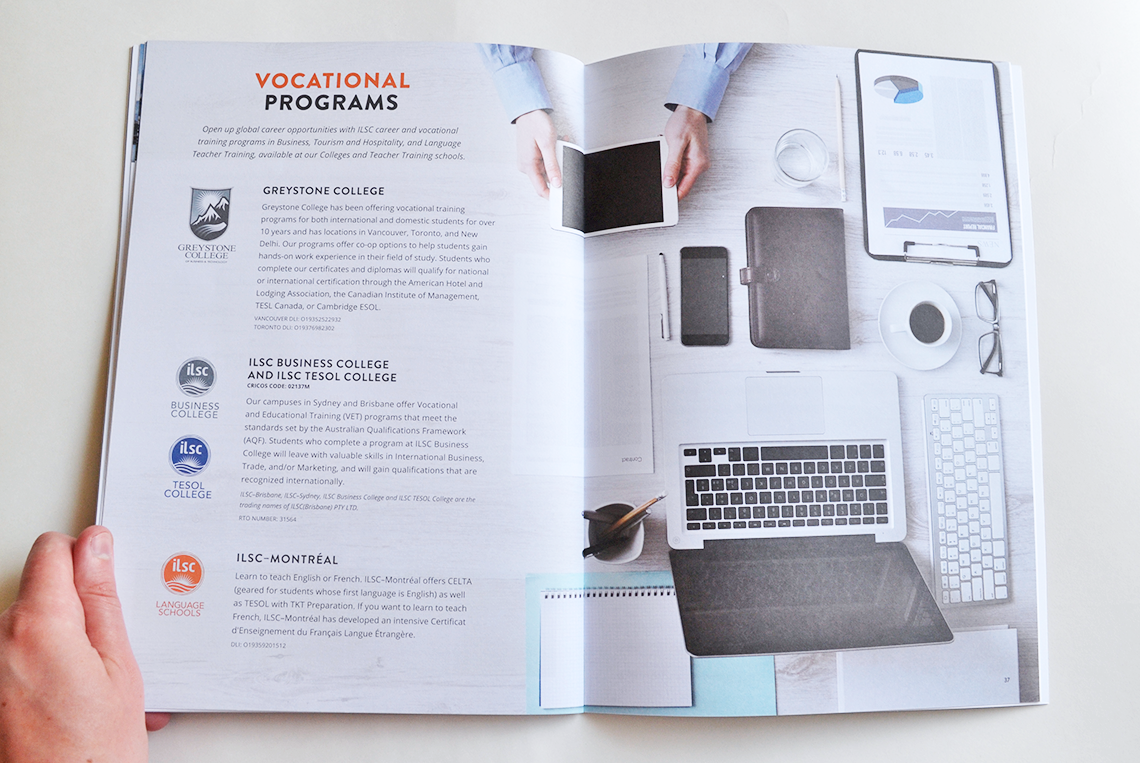 VOCATIONAL
PROGRAMS
Open up global career opportunities with ILSC career and vocational
training programs in Business, Tourism and Hospitality, and Language
Teacher Training, available at our Colleges and Teacher Training schools.
GREYSTONE
COLLEGE
GREYSTONE COLLEGE
Greystone College has been offering vocational training
programs for both international and domestic students for over
10 years and has locations in Vancouver, Toronto, and New
Delhi. Our programs offer co-op options to help students gain
hands-on work experience in their field of study. Students who
complete our certificates and diplomas will qualify for national
or international certification through the American Hotel and
Lodging Association, the Canadian Institute of Management,
TESL Canada, or Cambridge ESOL.
VANCOUVER DLI: O19352522932
TORONTO DLI: O19376982302
ilsc
BUSINESS
COLLEGE
ilsc
TESOL
COLLEGE
ILSC BUSINESS COLLEGE
AND ILSC TESOL COLLEGE
CRICOS CODE: 02137M
Our campuses in Sydney and Brisbane offer Vocational
and Educational Training (VET) programs that meet the
standards set by the Australian Qualifications Framework
(AQF). Students who complete a program at ILSC Business
College will leave with valuable skills in International Business,
Trade, and/or Marketing, and will gain qualifications that are
recognized internationally.
ILSC-Brisbane, ILSC-Sydney, ILSC Business College and ILSC TESOL College are the
trading names of ILSC(Brisbane) PTY LTD.
RTO NUMBER: 31564
ilsc
LANGUAGE
SCHOOLS
ILSC–MONTRÉAL
Learn to teach English or French. ILSC–Montréal offers CELTA
(geared for students whose first language is English) as well
as TESOL with TKT Preparation. If you want to learn to teach
French, ILSC–Montréal has developed an intensive Certificat
d'Enseignement du Français Langue Étrangère.
DLI: O19359201512
FINANCIAL REPORT
Contract
37